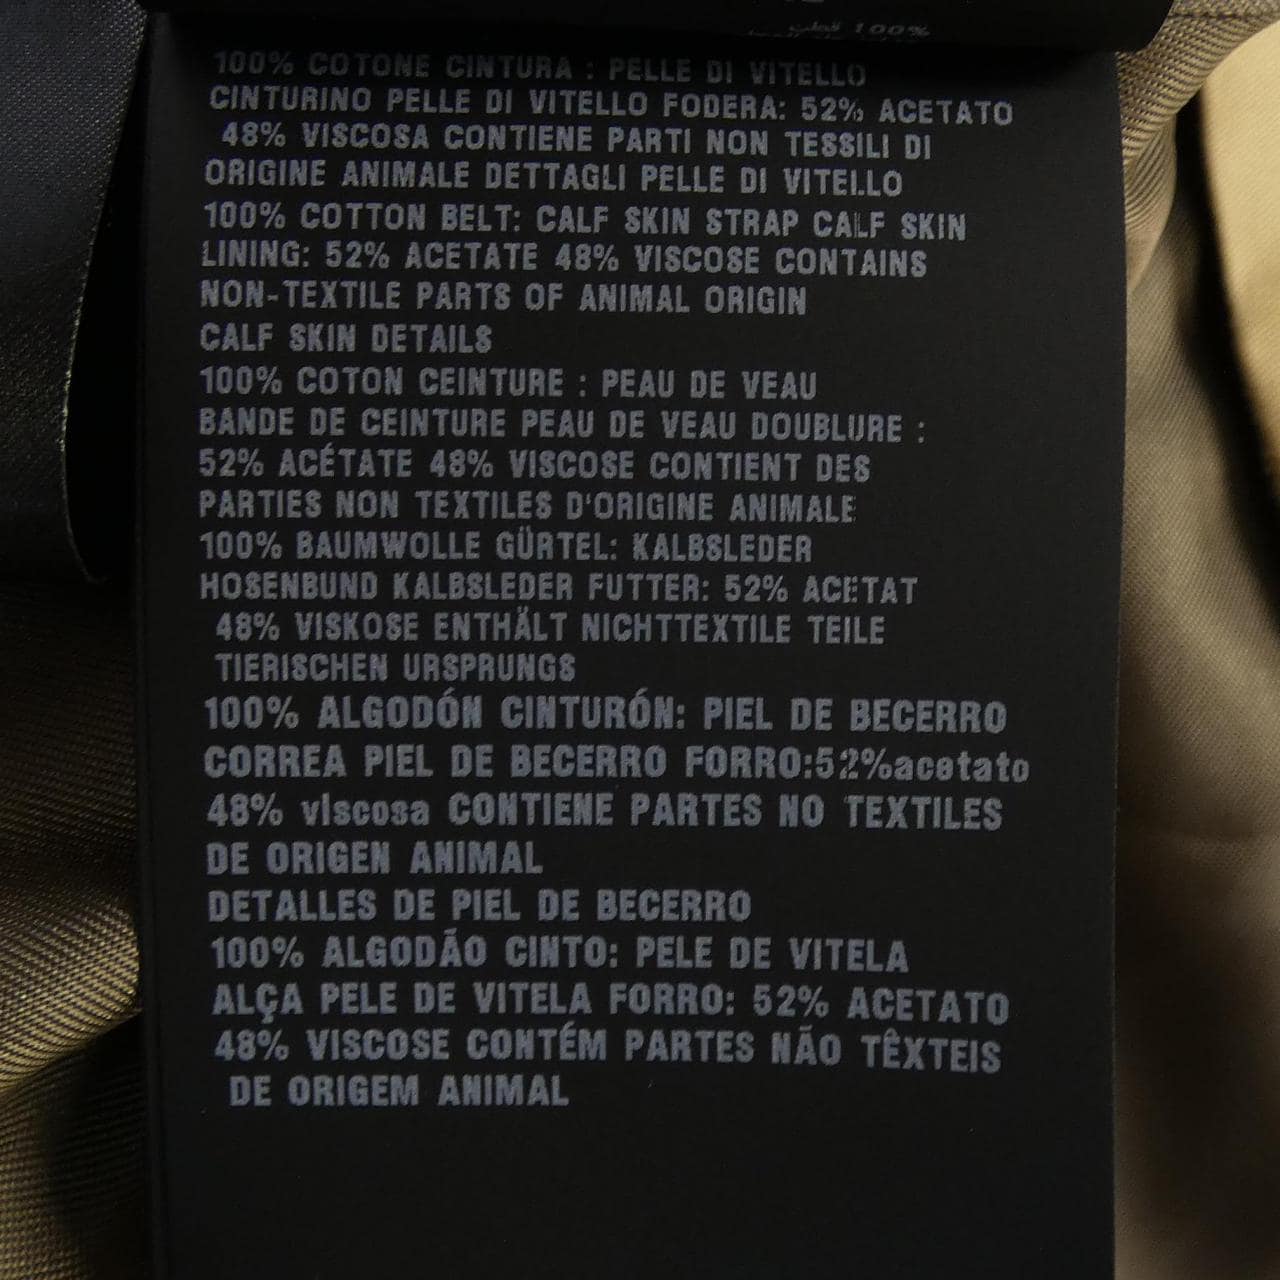 100%
100% COTONE CINTURA : PELLE DI VITELLO
CINTURINO PELLE DI VITELLO FODERA: 52% ACETATO
48% VISCOSA CONTIENE PARTI NON TESSILI DI
ORIGINE ANIMALE DETTAGLI PELLE DI VITELLO
100% COTTON BELT: CALF SKIN STRAP CALF SKIN
LINING: 52% ACETATE 48% VISCOSE CONTAINS
NON-TEXTILE PARTS OF ANIMAL ORIGIN
CALF SKIN DETAILS
100% COTON CEINTURE : PEAU DE VEAU
BANDE DE CEINTURE PEAU DE VEAU DOUBLURE :
52% ACÉTATE 48% VISCOSE CONTIENT DES
PARTIES NON TEXTILES D'ORIGINE ANIMALE
100% BAUMWOLLE GÜRTEL: KALBSLEDER
HOSENBUND KALBSLEDER FUTTER: 52% ACETAT
48% VISKOSE ENTHÄLT NICHTTEXTILE TEILE
TIERISCHEN URSPRUNGS
100% ALGODÓN CINTURÓN: PIEL DE BECERRO
CORREA PIEL DE BECERRO FORRO:52%acetato
48% viscosa CONTIENE PARTES NO TEXTILES
DE ORIGEN ANIMAL
DETALLES DE PIEL DE BECERRO
100% ALGODÃO CINTO: PELE DE VITELA
ALÇA PELE DE VITELA FORRO: 52% ACETATO
48% VISCOSE CONTÉM PARTES NÃO TÊXTEIS
DE ORIGEM ANIMAL